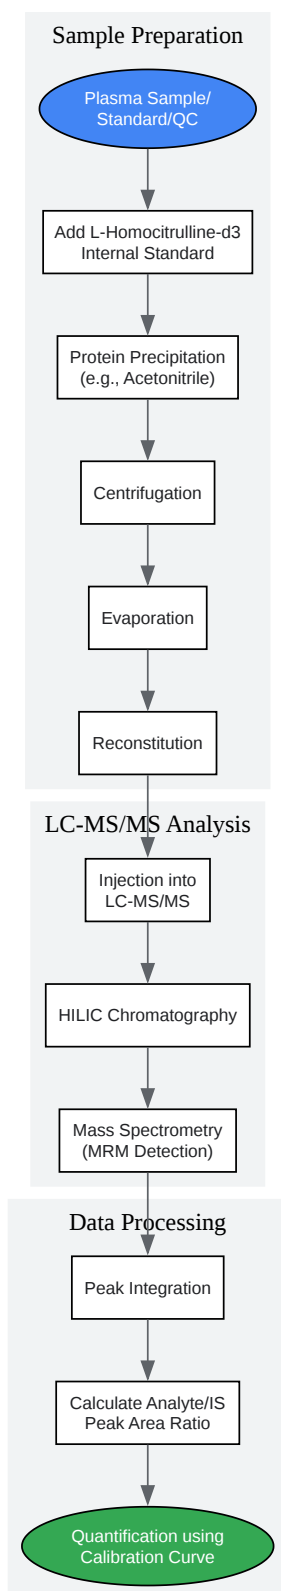 Sample Preparation
Plasma Sample/
Standard/QC
Add L-Homocitrulline-d3
Internal Standard
Protein Precipitation
(e.g., Acetonitrile)
Centrifugation
Evaporation
Reconstitution
LC-MS/MS Analysis
Injection into
LC-MS/MS
HILIC Chromatography
Mass Spectrometry
(MRM Detection)
Data Processing
Peak Integration
Calculate Analyte/IS
Peak Area Ratio
Quantification using
Calibration Curve